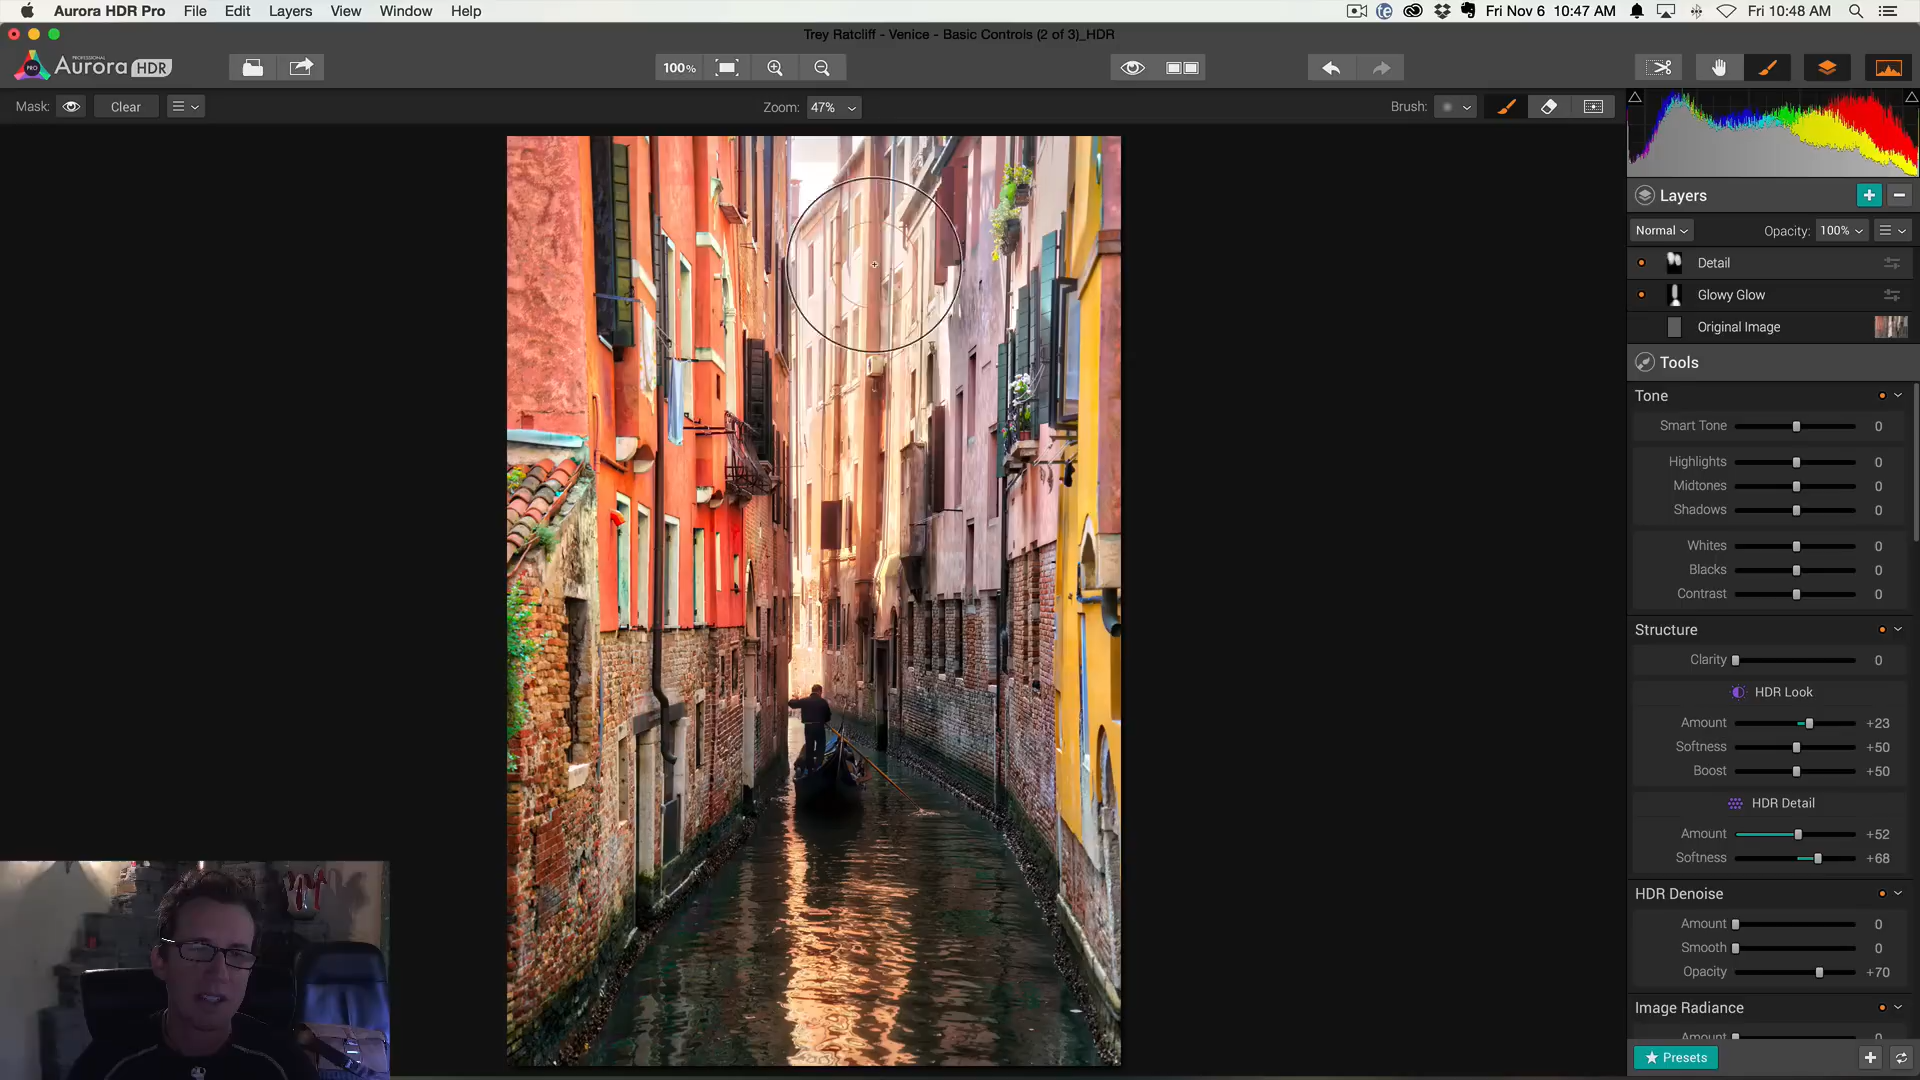 Aurora HDR Pro File Edit Layers View Window Help Fri Nov 6 10:47 AM Fri 10:48 AM
Trey Ratcliff - Venice - Basic Controls (2 of 3)_HDR
PRO PROFESSIONAL Aurora HDR 100%
Mask: Clear Zoom: 47% Brush:
Layers
Normal Opacity: 100%
Detail
Glowy Glow
Original Image
Tools
Tone
Smart Tone 0
Highlights 0
Midtones 0
Shadows 0
Whites 0
Blacks 0
Contrast 0
Structure
Clarity 0
HDR Look
Amount +23
Softness +50
Boost +50
HDR Detail
Amount +52
Softness +68
HDR Denoise
Amount 0
Smooth 0
Opacity +70
Image Radiance
Amount 0
Presets